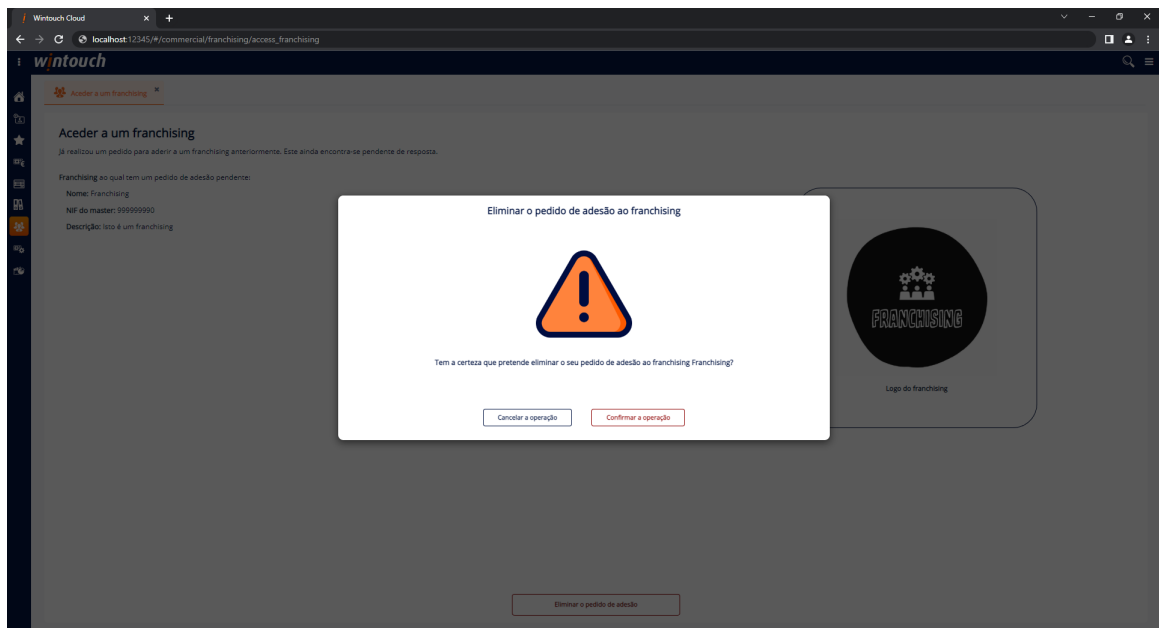 Wintouch Cloud
localhost:12345/#/commercial/franchising/access_franchising
wintouch
Aceder a um franchising
Aceder a um franchising
Já realizou um pedido para aderir a um franchising anteriormente. Este ainda encontra-se pendente de resposta.
Franchising ao qual tem um pedido de adesão pendente:
Nome: Franchising
NIF do master: 999999990
Descrição: Isto é um franchising
Eliminar o pedido de adesão ao franchising
Tem a certeza que pretende eliminar o seu pedido de adesão ao franchising Franchising?
Cancelar a operação
Confirmar a operação
FRANCHISING
Logo do franchising
Eliminar o pedido de adesão